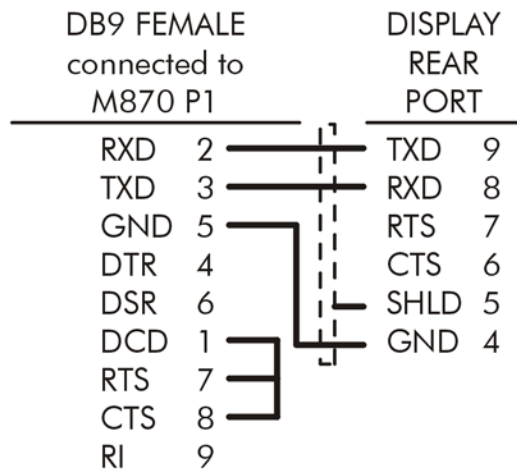 DB9 FEMALE
connected to
M870 P1
DISPLAY
REAR
PORT
RXD 2 TXD 9
TXD 3 RXD 8
GND 5 RTS 7
DTR 4 CTS 6
DSR 6 SHLD 5
DCD 1 GND 4
RTS 7
CTS 8
RI 9